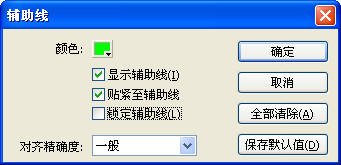 辅助线
颜色:
确定
显示辅助线(I)
取消
贴紧至辅助线
锁定辅助线(L)
全部清除(A)
对齐精确度:
一般
保存默认值(D)